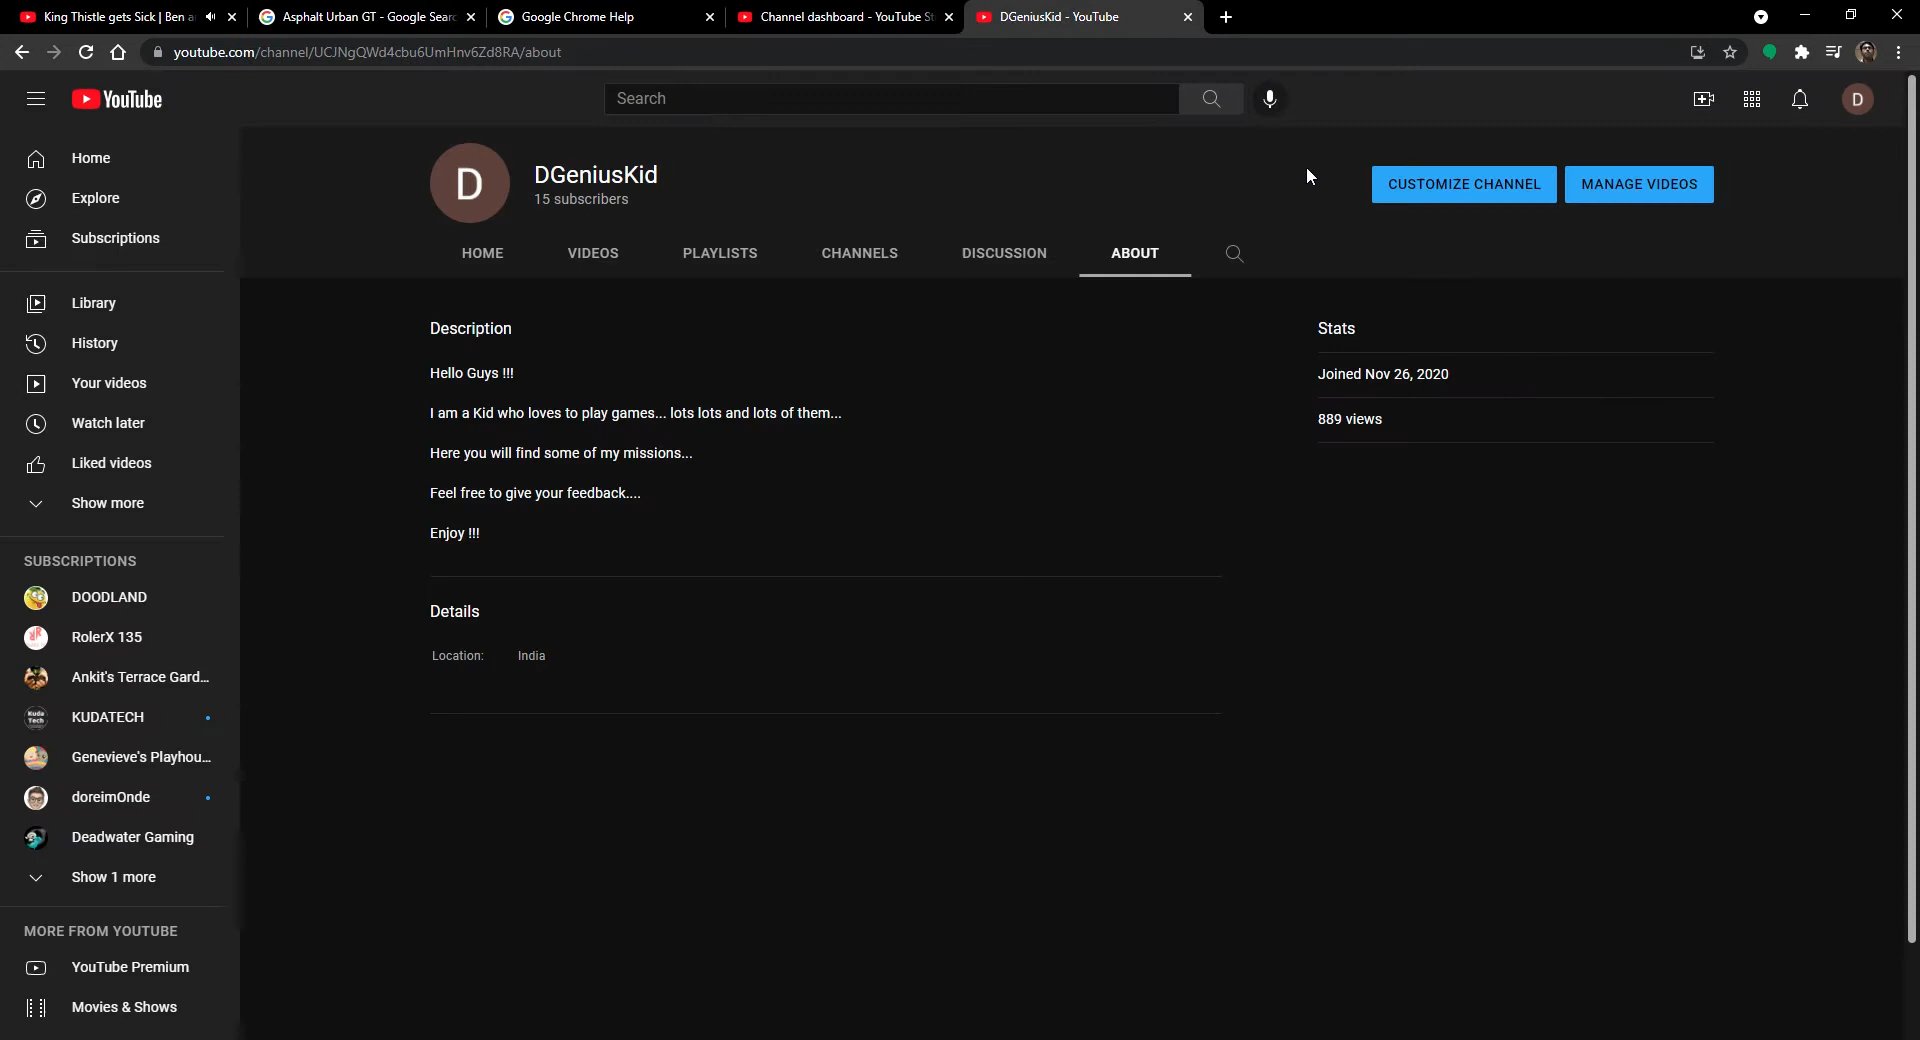 King Thistle gets Sick | Ben a
Asphalt Urban GT - Google Sear
Google Chrome Help
Channel dashboard - YouTube St
DGeniusKid - YouTube
youtube.com/channel/UCJNgQWd4cbu6UmHnv6Zd8RA/about
YouTube
Search
D
Home
Explore
Subscriptions
Library
History
Your videos
Watch later
Liked videos
Show more
SUBSCRIPTIONS
DOODLAND
RolerX 135
Ankit's Terrace Gard...
Kuda
Tech
KUDATECH
Genevieve's Playhou...
doreimOnde
Deadwater Gaming
Show 1 more
MORE FROM YOUTUBE
YouTube Premium
Movies & Shows
D
DGeniusKid
15 subscribers
CUSTOMIZE CHANNEL
MANAGE VIDEOS
HOME
VIDEOS
PLAYLISTS
CHANNELS
DISCUSSION
ABOUT
Description
Hello Guys !!!
I am a Kid who loves to play games... lots lots and lots of them...
Here you will find some of my missions...
Feel free to give your feedback....
Enjoy !!!
Details
Location: India
Stats
Joined Nov 26, 2020
889 views